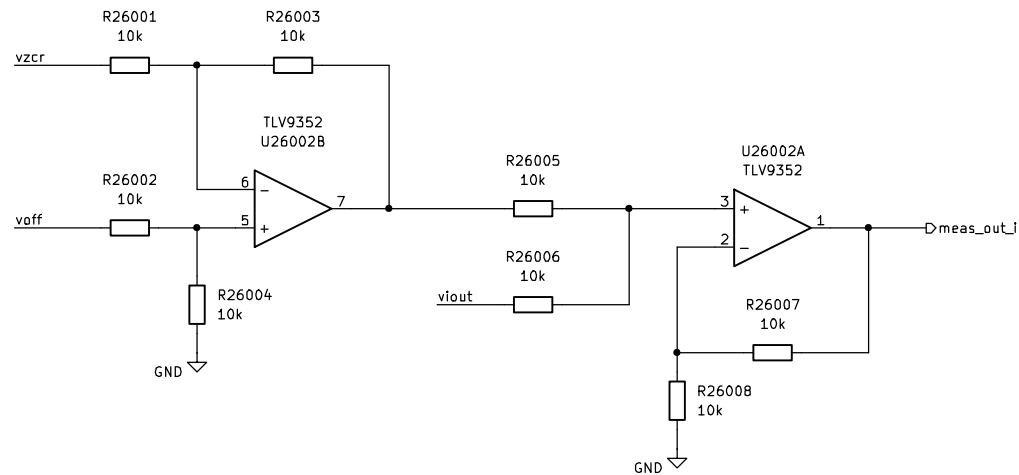 R26001
10k
R26003
10k
vzcr
TLV9352
U26002B
R26002
10k
6
7
5
voff
R26004
10k
GND
R26005
10k
R26006
10k
viout
U26002A
TLV9352
3
1
2
meas_out_i
R26007
10k
R26008
10k
GND